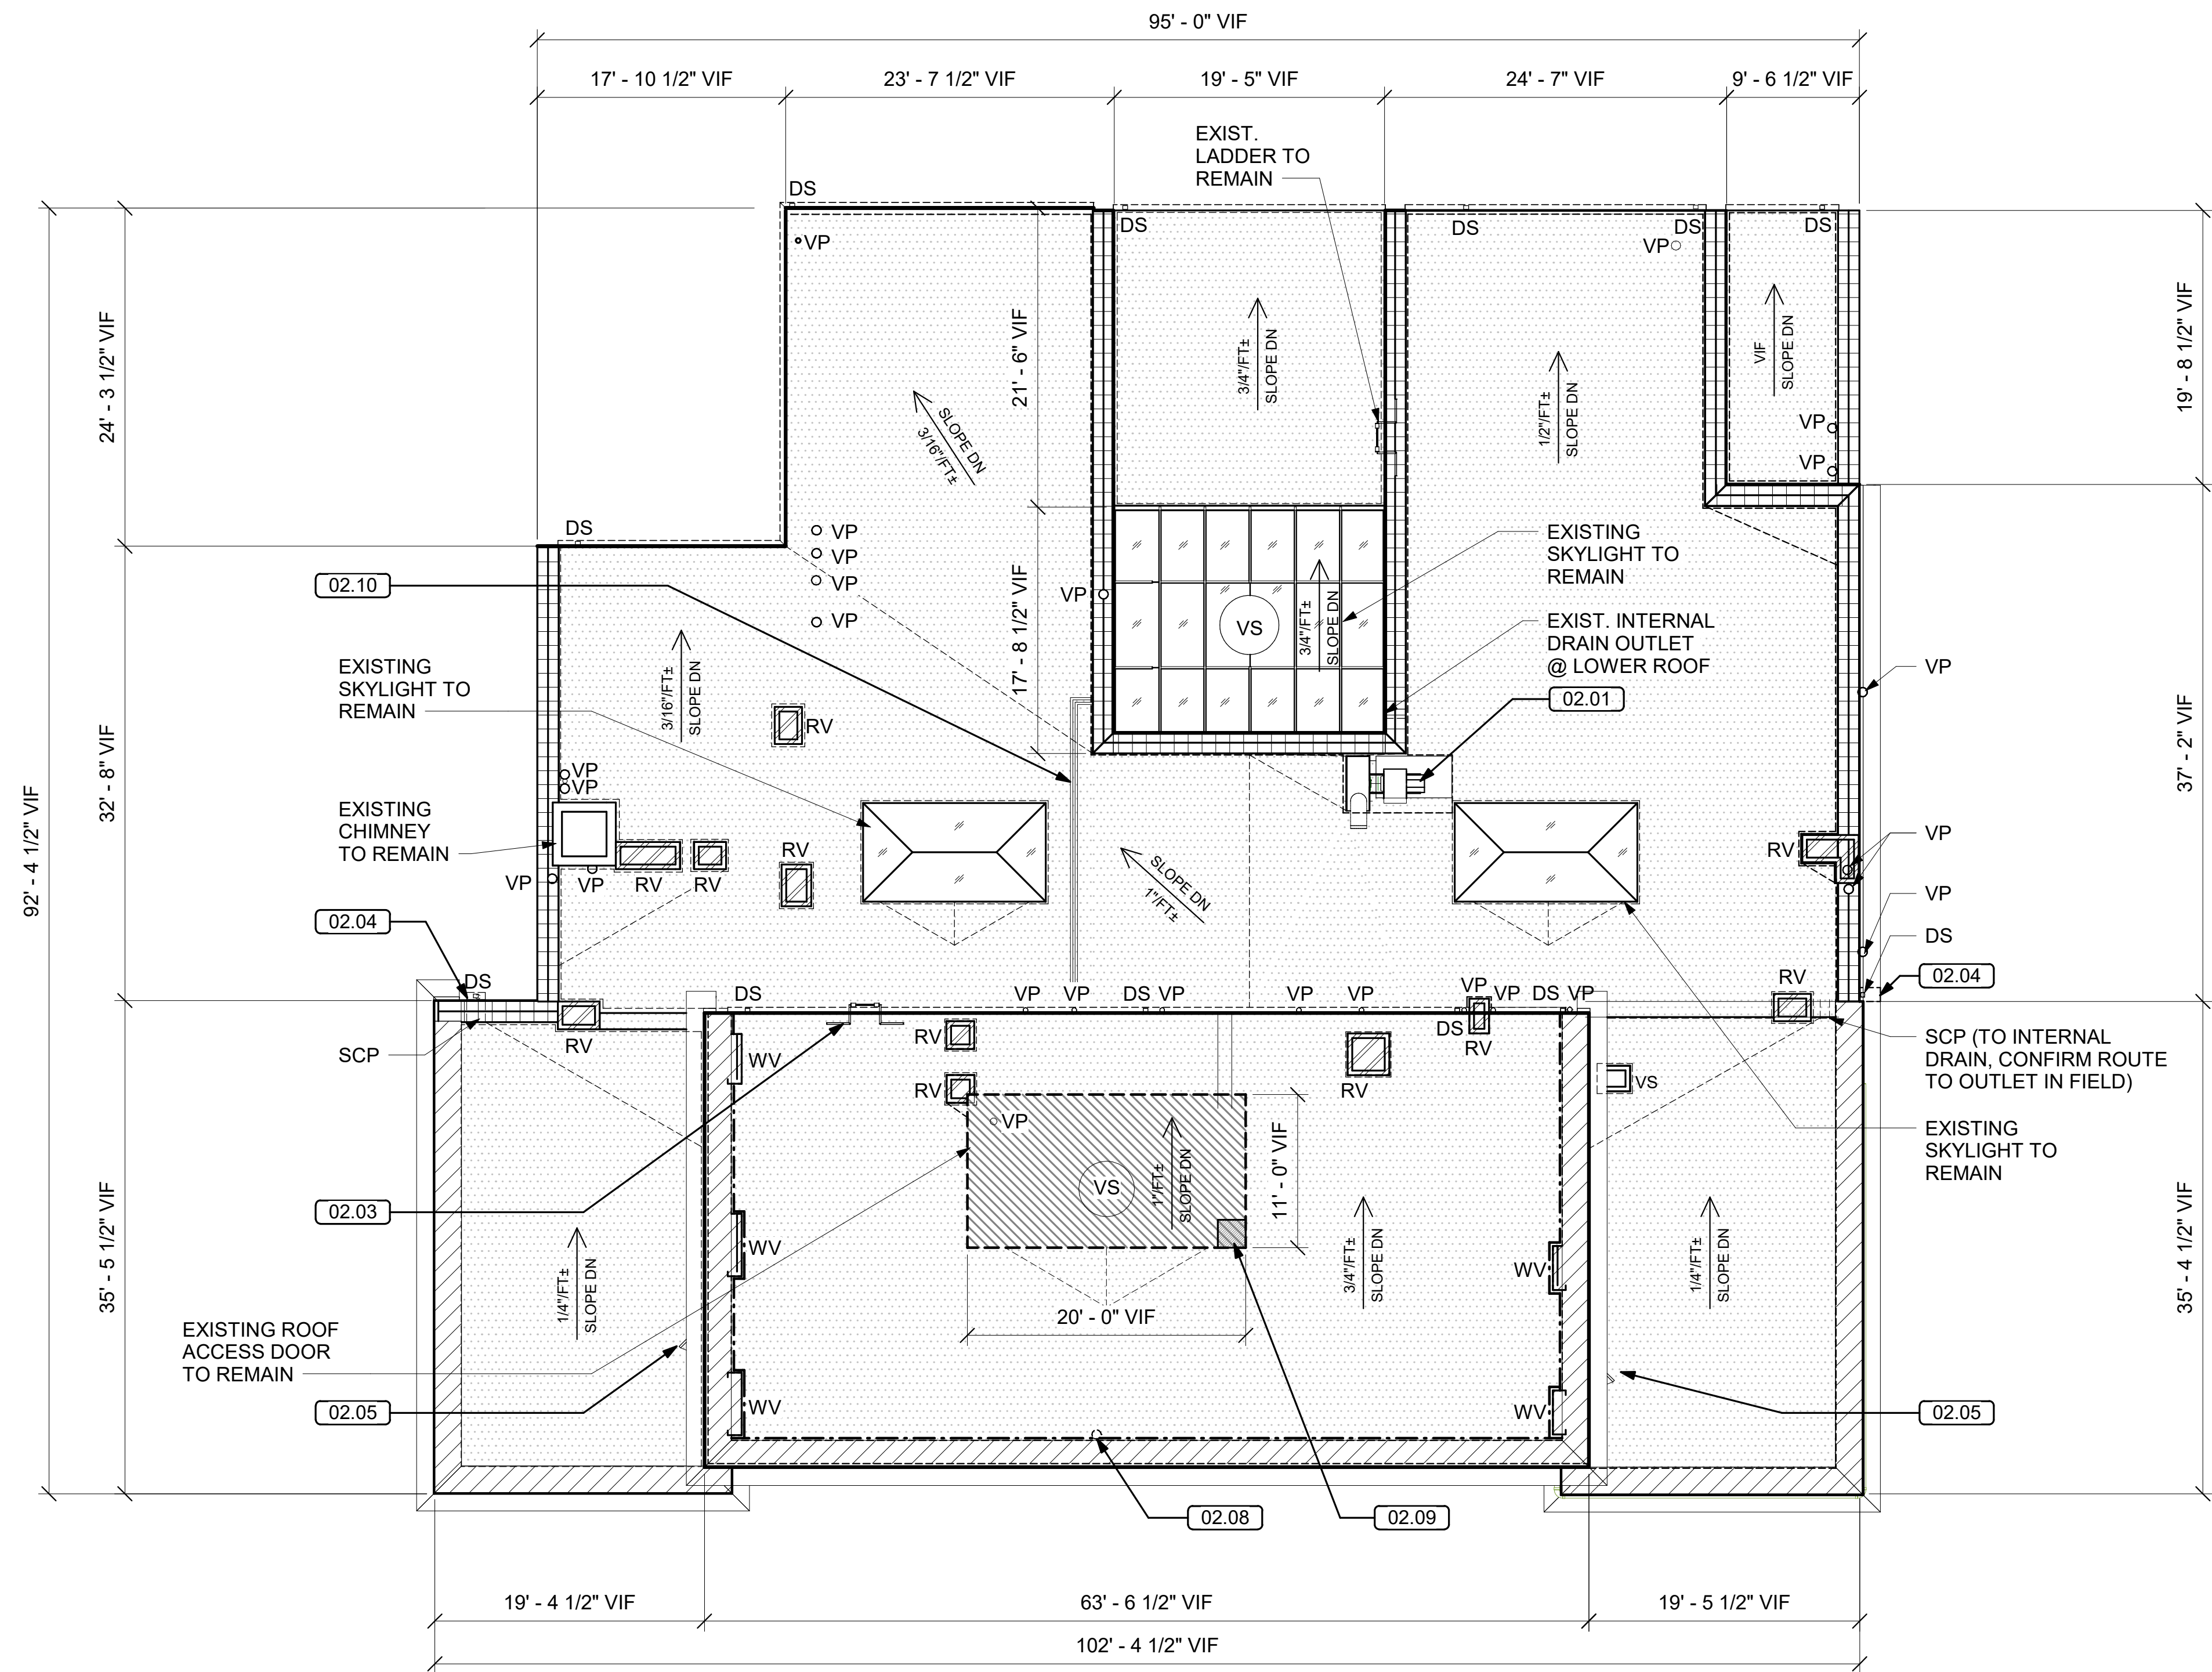 95' - 0" VIF
17' - 10 1/2" VIF
23' - 7 1/2" VIF
19' - 5" VIF
24' - 7" VIF
9' - 6 1/2" VIF
EXIST.
LADDER TO
REMAIN
DS
DS
DS
DS
DS
VP
VP
24' - 3 1/2" VIF
21' - 6" VIF
19' - 8 1/2" VIF
3/4"/FT±
SLOPE DN
VIF
SLOPE DN
1/2"/FT±
SLOPE DN
SLOPE DN
3/16"/FT±
VP
VP
DS
VP
VP
VP
VP
EXISTING
SKYLIGHT TO
REMAIN
02.10
VP
17' - 8 1/2" VIF
VS
3/4"/FT±
SLOPE DN
EXIST. INTERNAL
DRAIN OUTLET
@ LOWER ROOF
VP
EXISTING
SKYLIGHT TO
REMAIN
3/16"/FT±
SLOPE DN
02.01
RV
32' - 8" VIF
37' - 2" VIF
92' - 4 1/2" VIF
VP
VP
EXISTING
CHIMNEY
TO REMAIN
VP
RV
RV
VP
VP
RV
RV
SLOPE DN
1"/FT±
VP
02.04
DS
02.04
DS
RV
DS
VP
VP
DS
VP
VP
VP
VP
VP
DS
VP
DS
RV
RV
SCP
RV
RV
WV
RV
RV
VS
SCP (TO INTERNAL
DRAIN, CONFIRM ROUTE
TO OUTLET IN FIELD)
VP
EXISTING
SKYLIGHT TO
REMAIN
11' - 0" VIF
VS
1"/FT±
SLOPE DN
02.03
35' - 5 1/2" VIF
35' - 4 1/2" VIF
WV
WV
1/4"/FT±
SLOPE DN
3/4"/FT±
SLOPE DN
1/4"/FT±
SLOPE DN
20' - 0" VIF
EXISTING ROOF
ACCESS DOOR
TO REMAIN
02.05
WV
WV
02.05
02.08
02.09
19' - 4 1/2" VIF
63' - 6 1/2" VIF
19' - 5 1/2" VIF
102' - 4 1/2" VIF